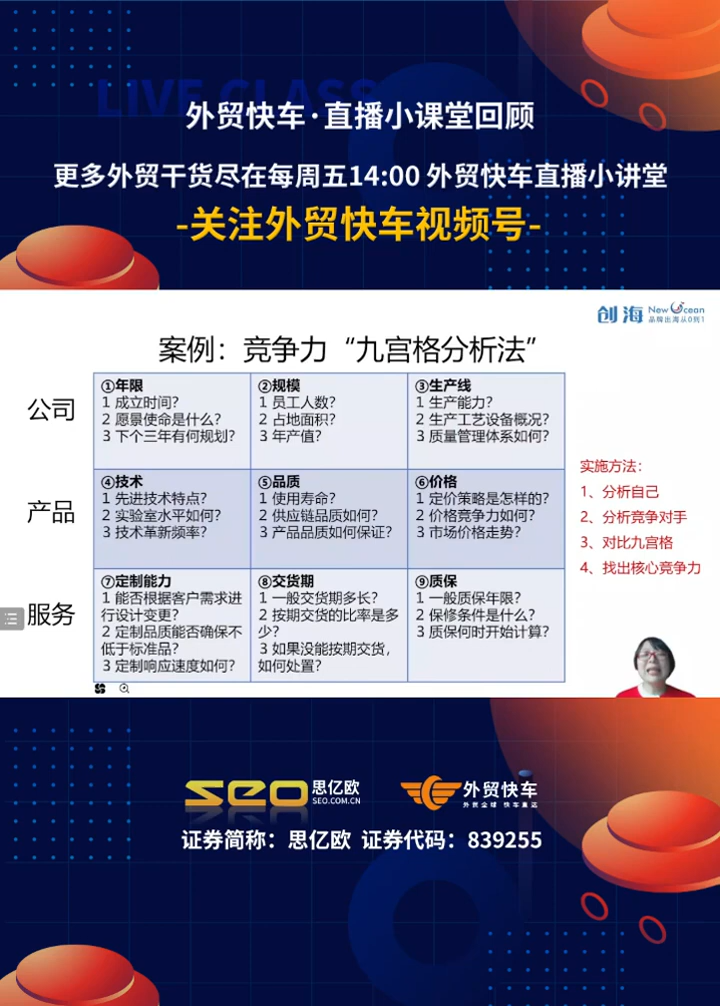 LIVE CLASS
外贸快车·直播小课堂回顾
更多外贸干货尽在每周五14:00 外贸快车直播小讲堂
-关注外贸快车视频号-
创海 New Ocean
品牌出海从0到1
案例：竞争力“九宫格分析法”
公司
①年限
1 成立时间？
2 愿景使命是什么？
3 下个三年有何规划？
②规模
1 员工人数？
2 占地面积？
3 年产值？
③生产线
1 生产能力？
2 生产工艺设备概况？
3 质量管理体系如何？
产品
④技术
1 先进技术特点？
2 实验室水平如何？
3 技术革新频率？
⑤品质
1 使用寿命？
2 供应链品质如何？
3 产品品质如何保证？
⑥价格
1 定价策略是怎样的？
2 价格竞争力如何？
3 市场价格走势？
服务
⑦定制能力
1 能否根据客户需求进
行设计变更？
2 定制品质能否确保不
低于标准品？
3 定制响应速度如何？
⑧交货期
1 一般交货期多长？
2 按期交货的比率是多
少？
3 如果没能按期交货，
如何处置？
⑨质保
1 一般质保年限？
2 保修条件是什么？
3 质保何时开始计算？
实施方法：
1、分析自己
2、分析竞争对手
3、对比九宫格
4、找出核心竞争力
seo 思亿欧
SEO.COM.CN
外贸快车
外贸全球 快车直达
证券简称：思亿欧 证券代码：839255